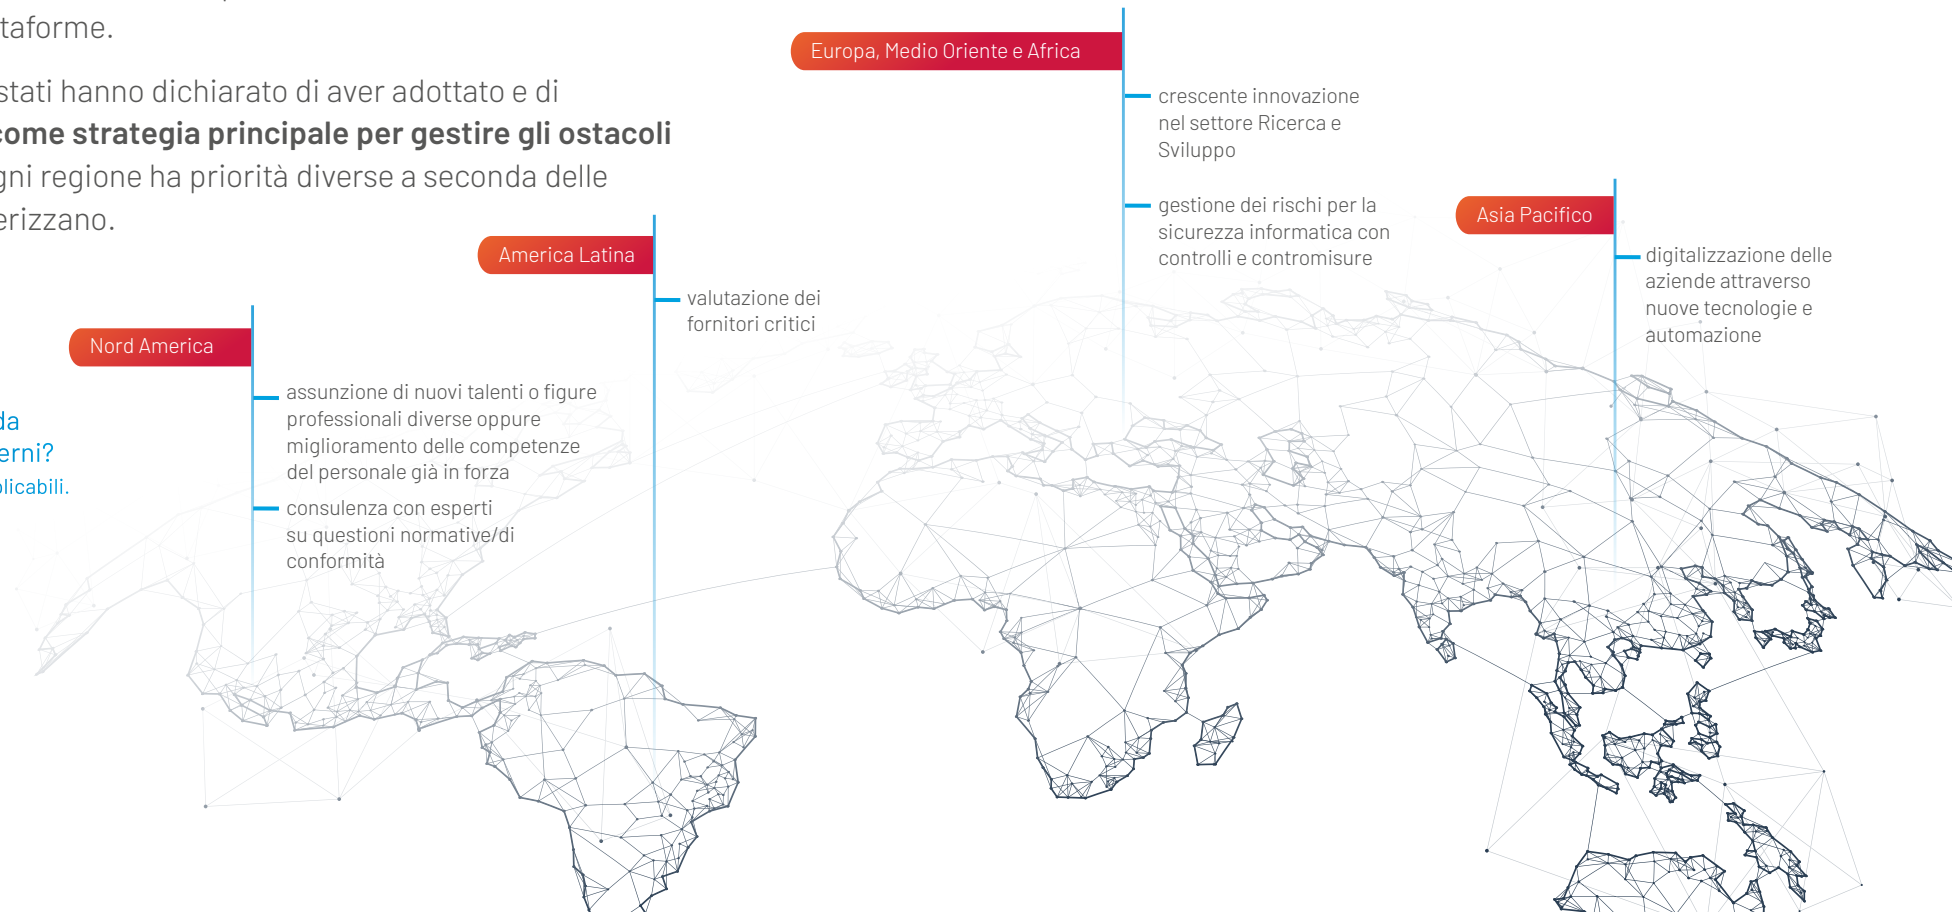 taforme.
stati hanno dichiarato di aver adottato e di
come strategia principale per gestire gli ostacoli
gni regione ha priorità diverse a seconda delle
erizzano.
da
erni?
licabili.
Nord America
assunzione di nuovi talenti o figure
professionali diverse oppure
miglioramento delle competenze
del personale già in forza
consulenza con esperti
su questioni normative/di
conformità
America Latina
valutazione dei
fornitori critici
Europa, Medio Oriente e Africa
crescente innovazione
nel settore Ricerca e
Sviluppo
gestione dei rischi per la
sicurezza informatica con
controlli e contromisure
Asia Pacifico
digitalizzazione delle
aziende attraverso
nuove tecnologie e
automazione